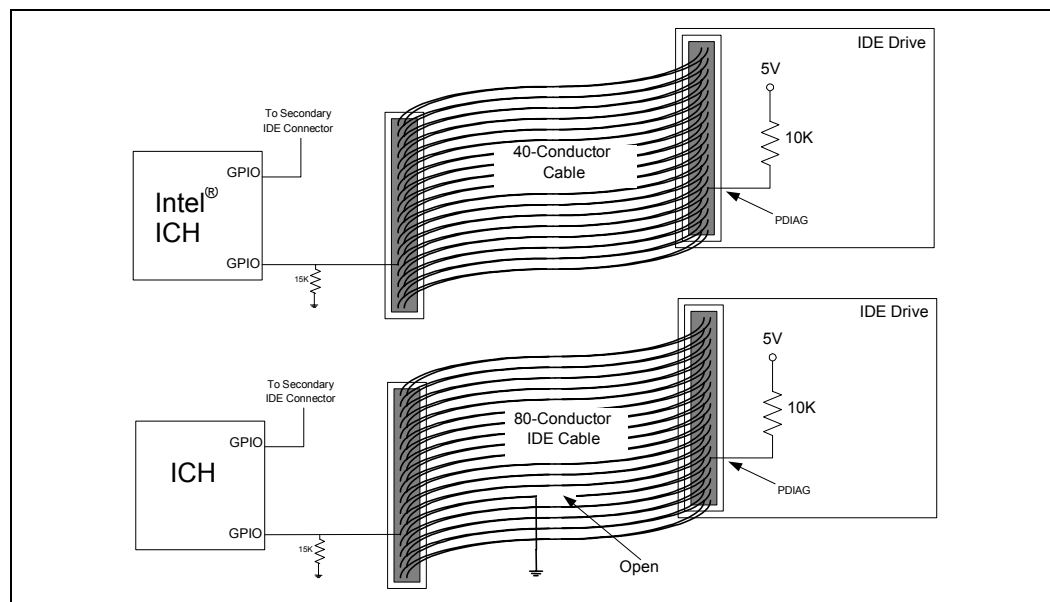 IDE Drive
5V
10K
To Secondary
IDE Connector
40-Conductor
Cable
GPIO
Intel®
ICH
PDIAG
GPIO
15K
IDE Drive
5V
10K
To Secondary
IDE Connector
80-Conductor
IDE Cable
GPIO
ICH
PDIAG
GPIO
15K
Open